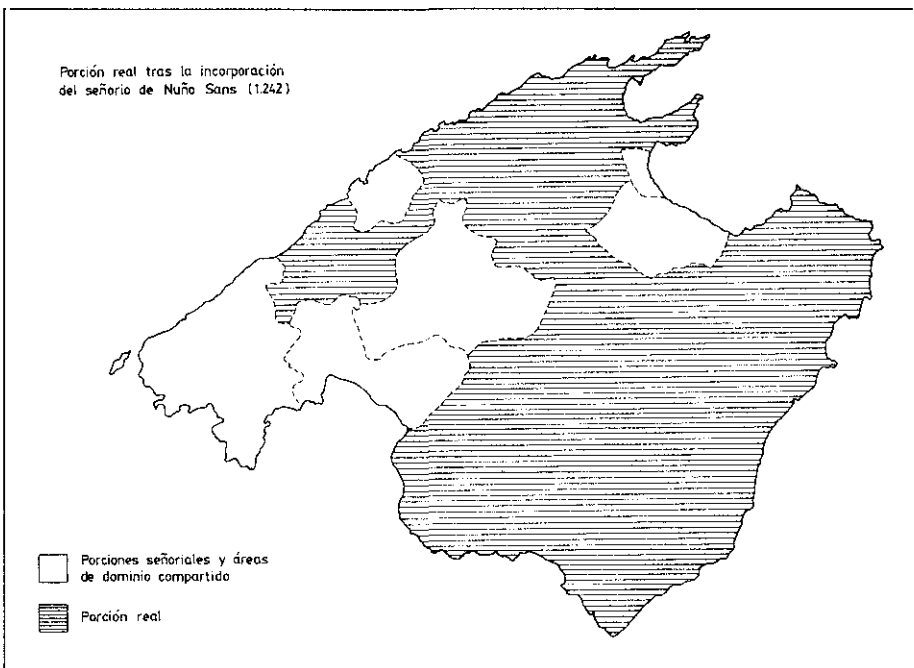 Porción real tras la incorporación
del señorio de Nuño Sans (1.242)
Porciones señoriales y áreas
de dominio compartido
Porción real